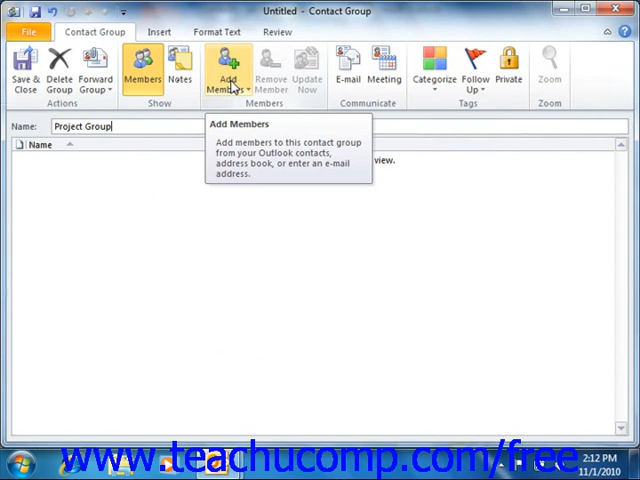 Untitled - Contact Group
File Contact Group Insert Format Text Review
Save & Close Delete Group Forward Group Members Notes Add Members Remove Member Update Now E-mail Meeting Categorize Follow Up Private Zoom
Actions Show Members Communicate Tags Zoom
Name: Project Group
Add Members
Name
view.
Add members to this contact group
from your Outlook contacts,
address book, or enter an e-mail
address.
www.teachucomp.com/free
2:12 PM
11/1/2010